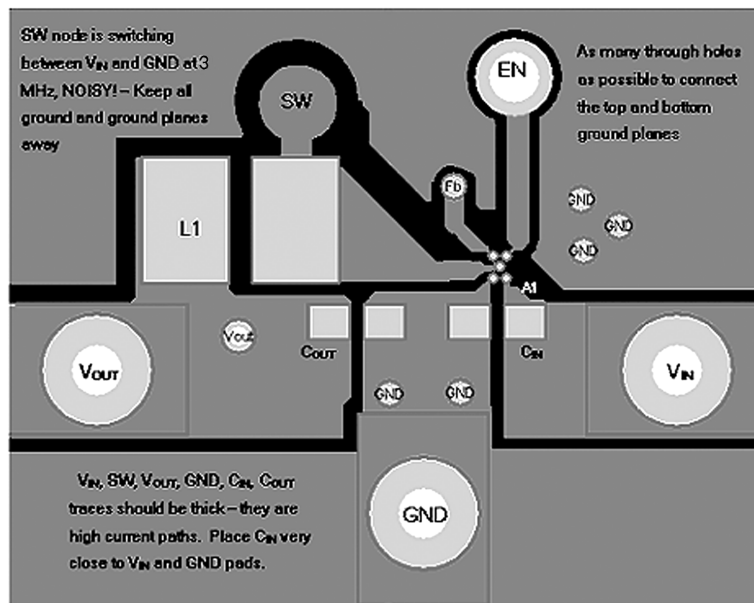 SW node is switching
between VIN and GND at 3
MHz, NOISY! – Keep all
ground and ground planes
away
SW
EN
As many through holes
as possible to connect
the top and bottom
ground planes
Fb
L1
GND
GND
GND
A1
Vout
COUT
CIN
VOUT
VIN
GND
GND
GND
VIN, SW, VOUT, GND, CIN, COUT
traces should be thick – they are
high current paths. Place CIN very
close to VIN and GND pads.